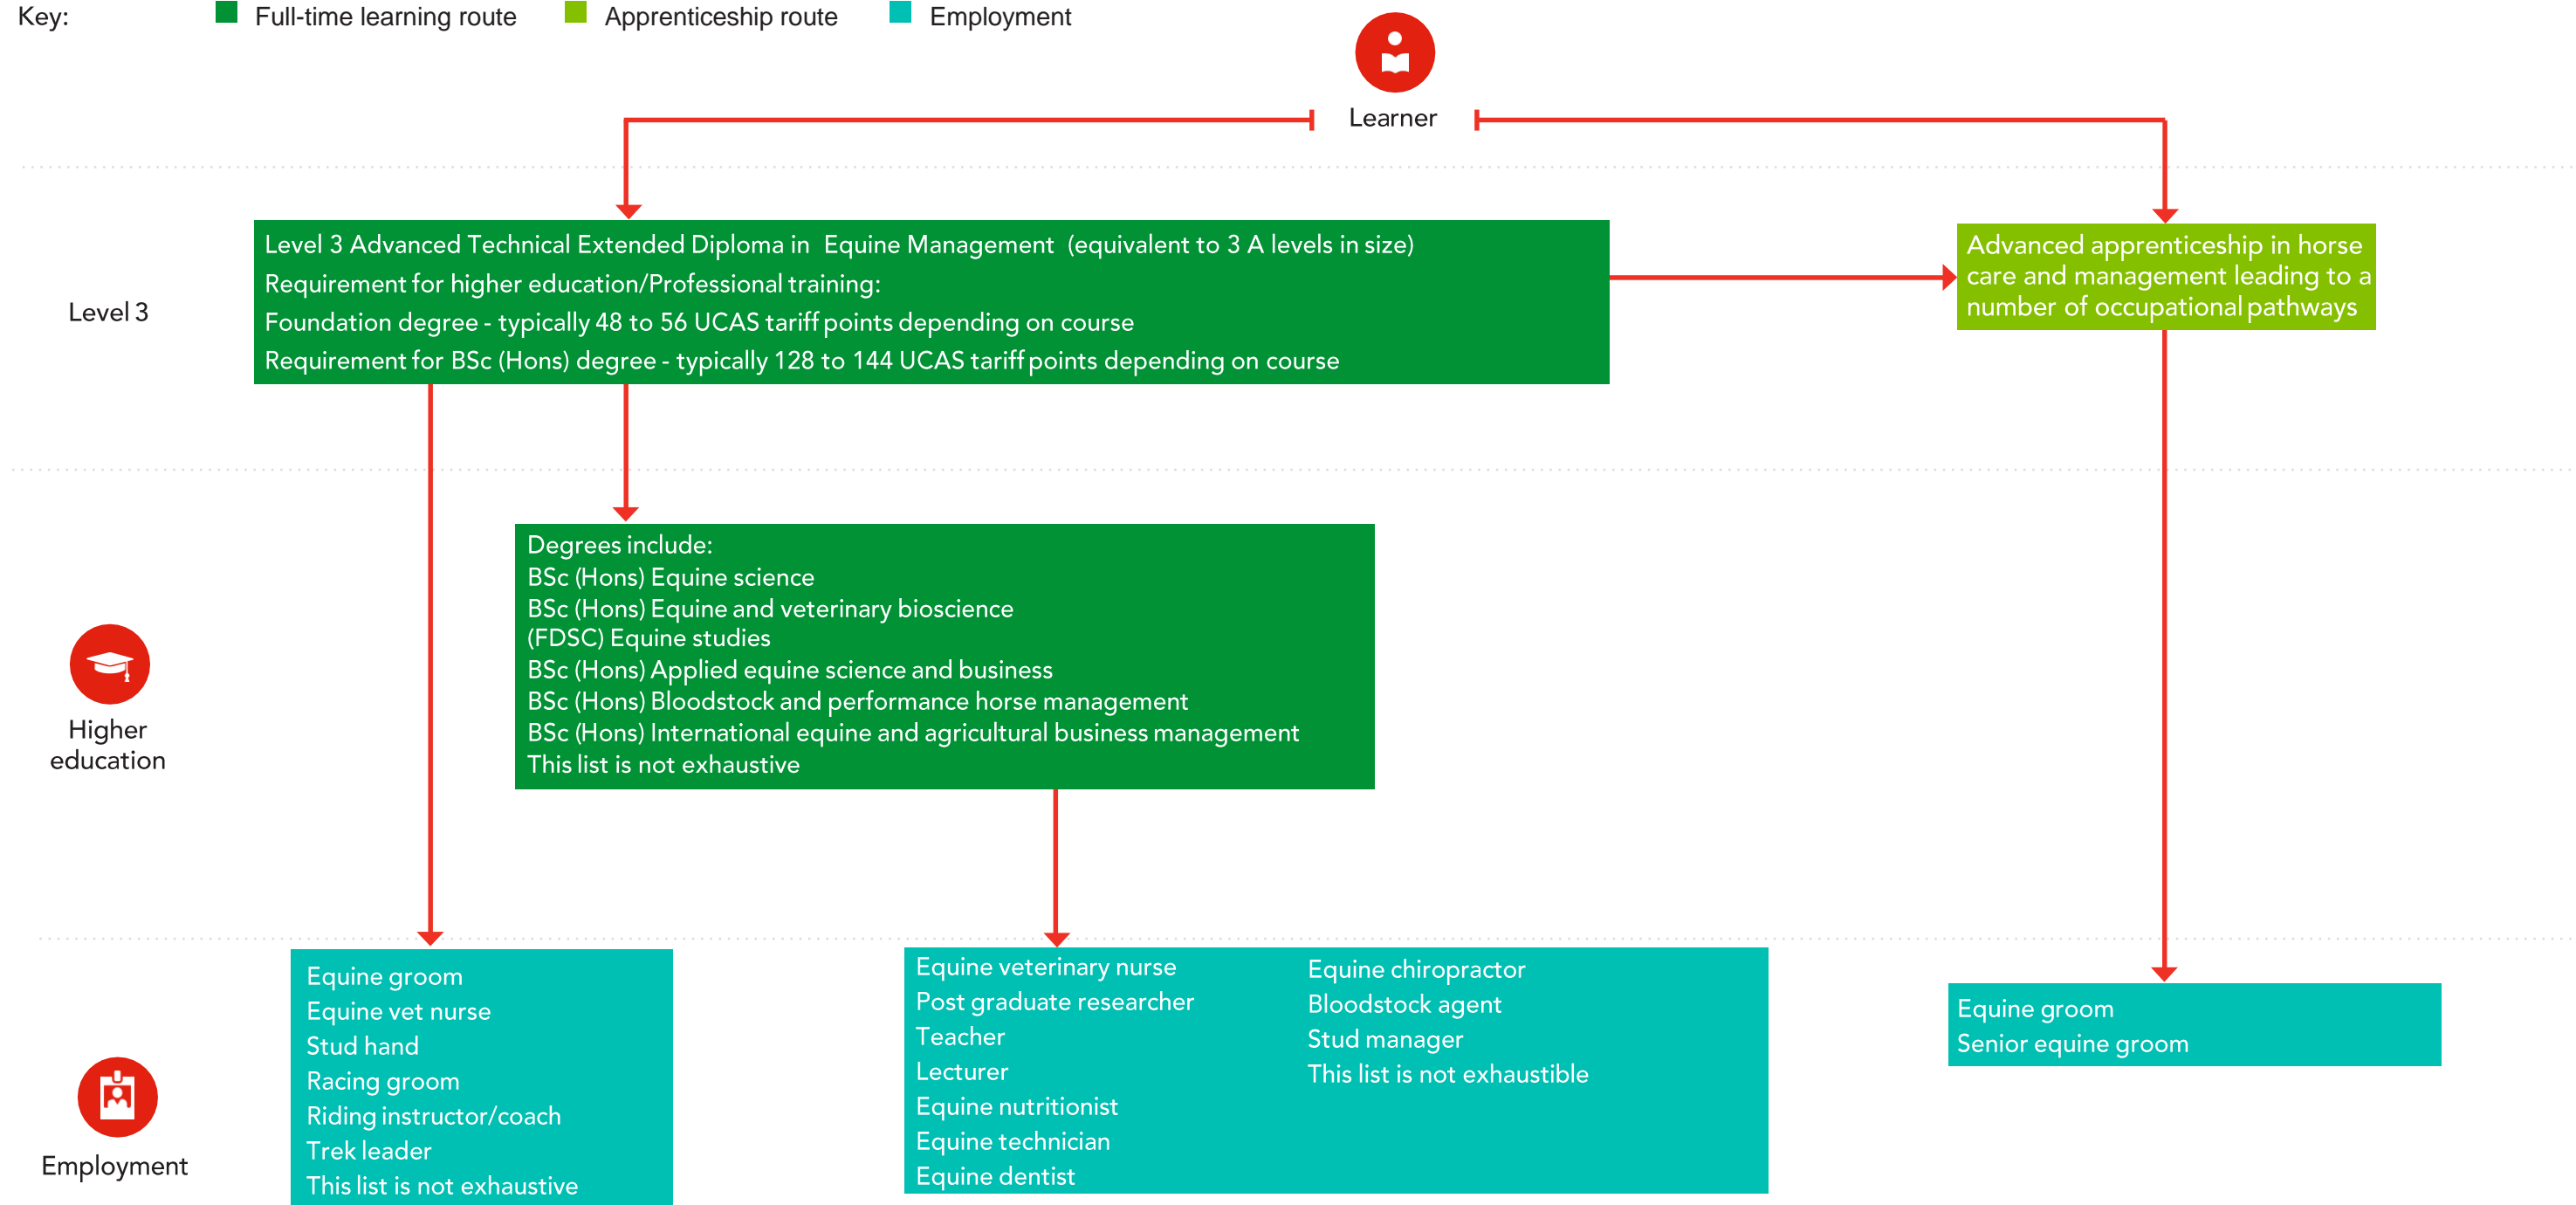 Key:
Full-time learning route
Apprenticeship route
Employment
Learner
Level 3
Level 3 Advanced Technical Extended Diploma in Equine Management (equivalent to 3 A levels in size)
Requirement for higher education/Professional training:
Foundation degree - typically 48 to 56 UCAS tariff points depending on course
Requirement for BSc (Hons) degree - typically 128 to 144 UCAS tariff points depending on course
Advanced apprenticeship in horse
care and management leading to a
number of occupational pathways
Higher
education
Degrees include:
BSc (Hons) Equine science
BSc (Hons) Equine and veterinary bioscience
(FDSC) Equine studies
BSc (Hons) Applied equine science and business
BSc (Hons) Bloodstock and performance horse management
BSc (Hons) International equine and agricultural business management
This list is not exhaustive
Employment
Equine groom
Equine vet nurse
Stud hand
Racing groom
Riding instructor/coach
Trek leader
This list is not exhaustive
Equine veterinary nurse
Post graduate researcher
Teacher
Lecturer
Equine nutritionist
Equine technician
Equine dentist
Equine chiropractor
Bloodstock agent
Stud manager
This list is not exhaustible
Equine groom
Senior equine groom